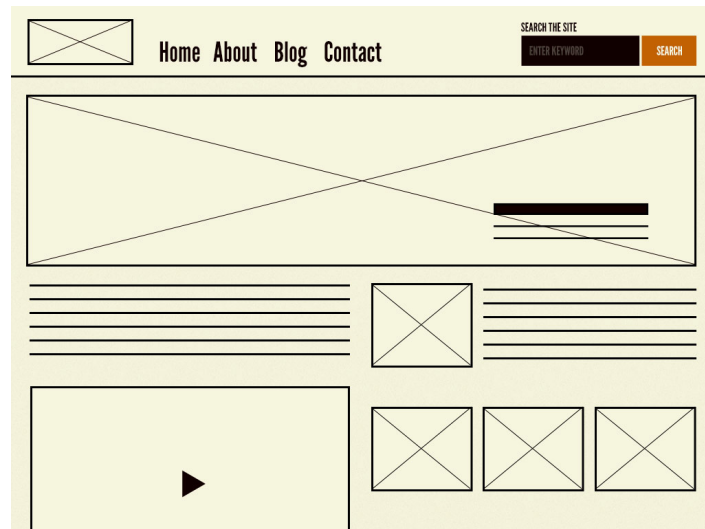 SEARCH THE SITE
Home About Blog Contact
ENTER KEYWORD SEARCH